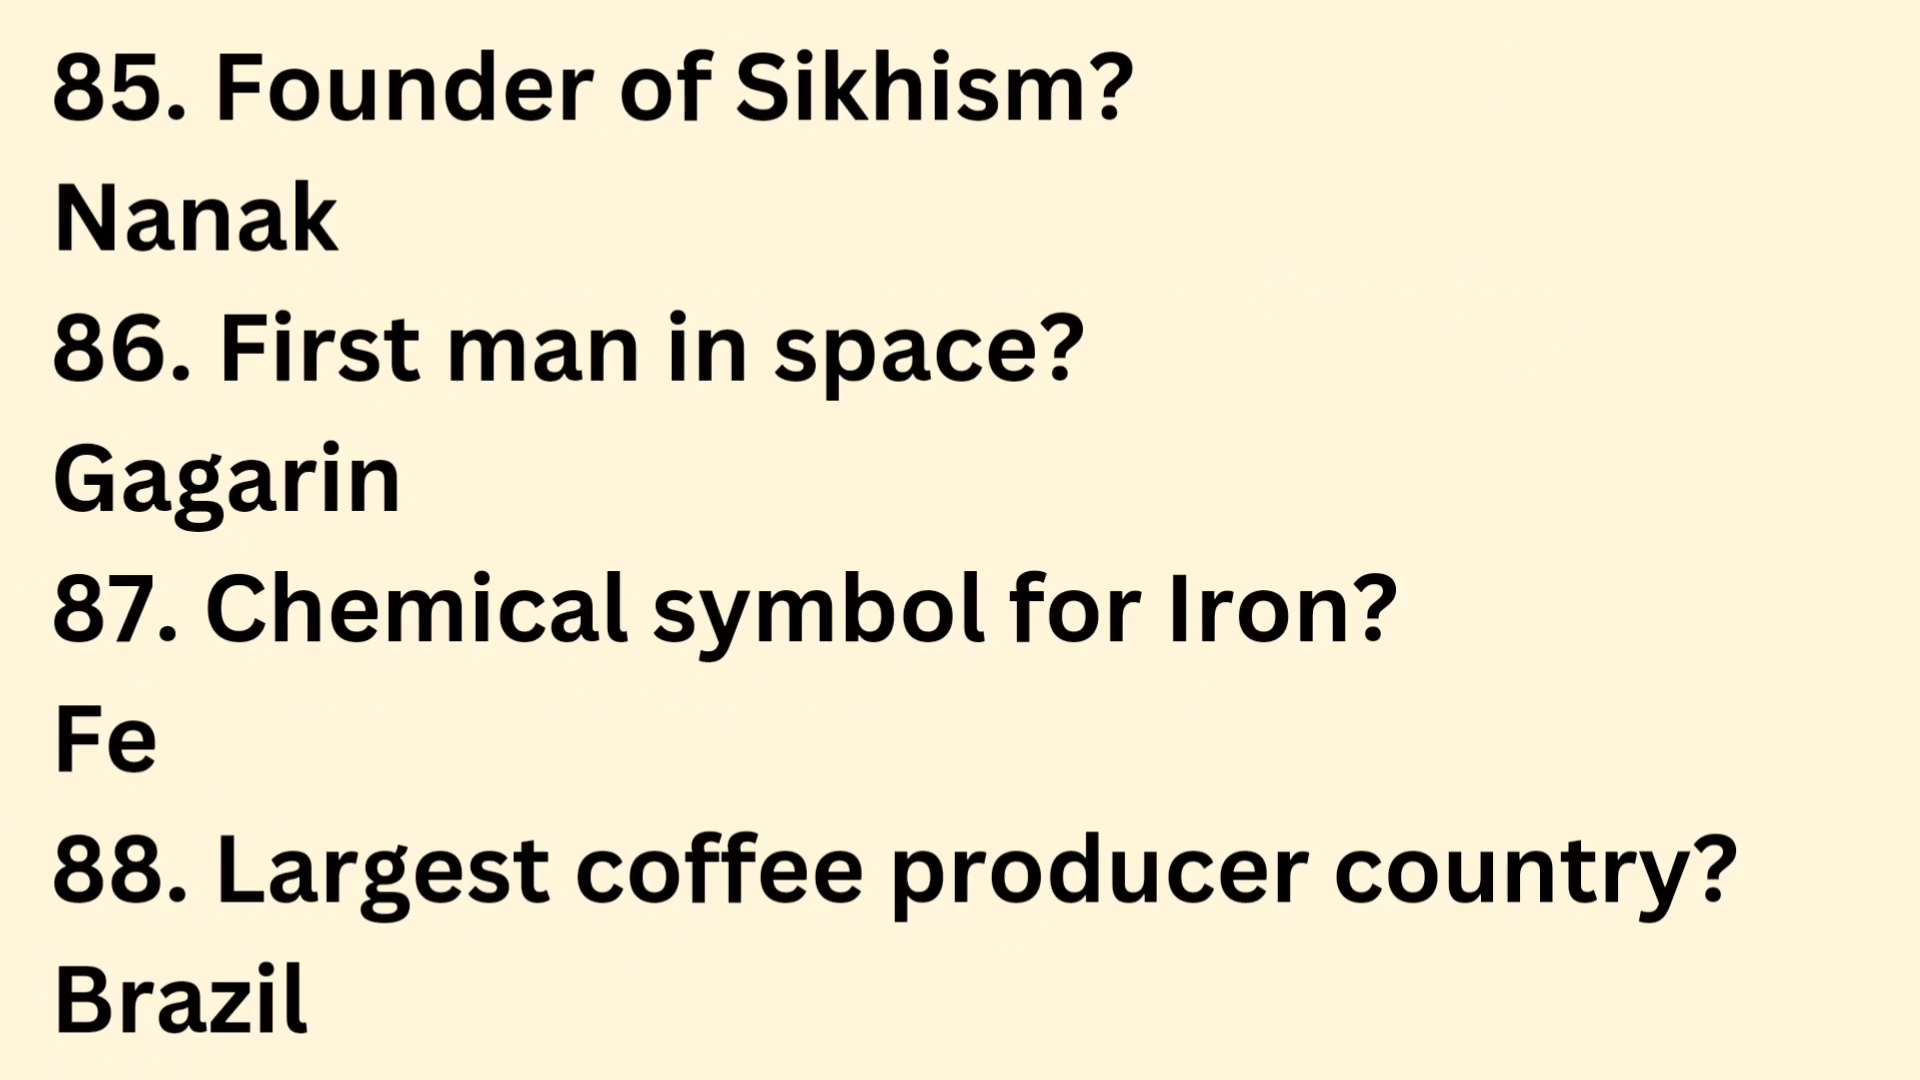 85. Founder of Sikhism?
Nanak
86. First man in space?
Gagarin
87. Chemical symbol for Iron?
Fe
88. Largest coffee producer country?
Brazil